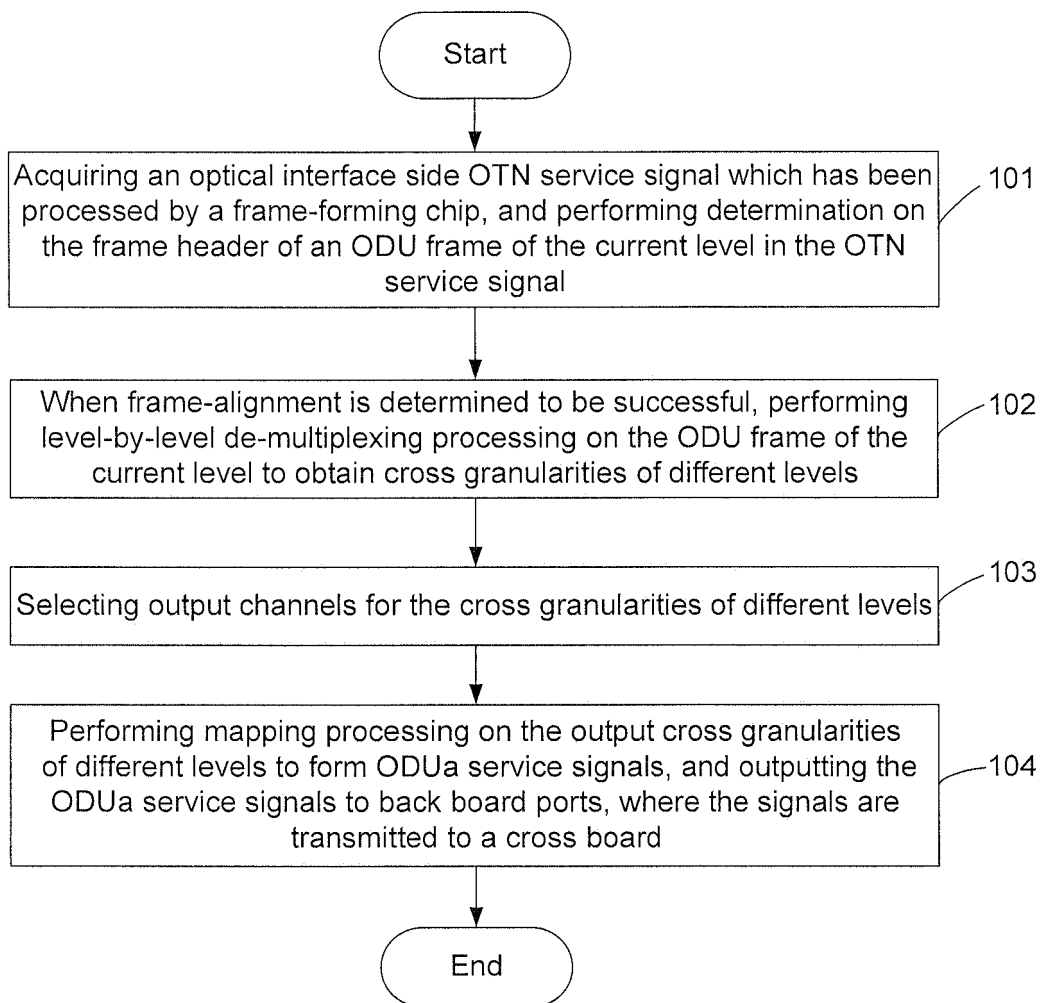 Start
Acquiring an optical interface side OTN service signal which has been
processed by a frame-forming chip, and performing determination on
the frame header of an ODU frame of the current level in the OTN
service signal
101
When frame-alignment is determined to be successful, performing
level-by-level de-multiplexing processing on the ODU frame of the
current level to obtain cross granularities of different levels
102
Selecting output channels for the cross granularities of different levels
103
Performing mapping processing on the output cross granularities
of different levels to form ODUa service signals, and outputting the
ODUa service signals to back board ports, where the signals are
transmitted to a cross board
104
End